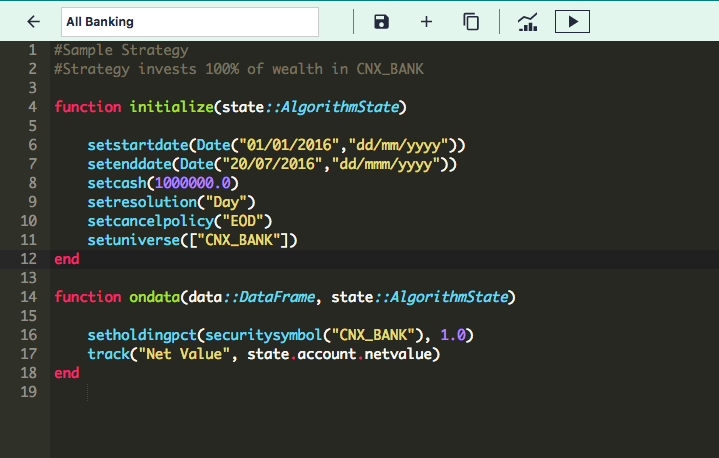 All Banking
1 #Sample Strategy
2 #Strategy invests 100% of wealth in CNX_BANK
3
4 function initialize(state::AlgorithmState)
5
6     setstartdate(Date("01/01/2016","dd/mm/yyyy"))
7     setenddate(Date("20/07/2016","dd/mmm/yyyy"))
8     setcash(1000000.0)
9     setresolution("Day")
10     setcancelpolicy("EOD")
11     setuniverse(["CNX_BANK"])
12 end
13
14 function ondata(data::DataFrame, state::AlgorithmState)
15
16     setholdingpct(securitysymbol("CNX_BANK"), 1.0)
17     track("Net Value", state.account.netvalue)
18 end
19